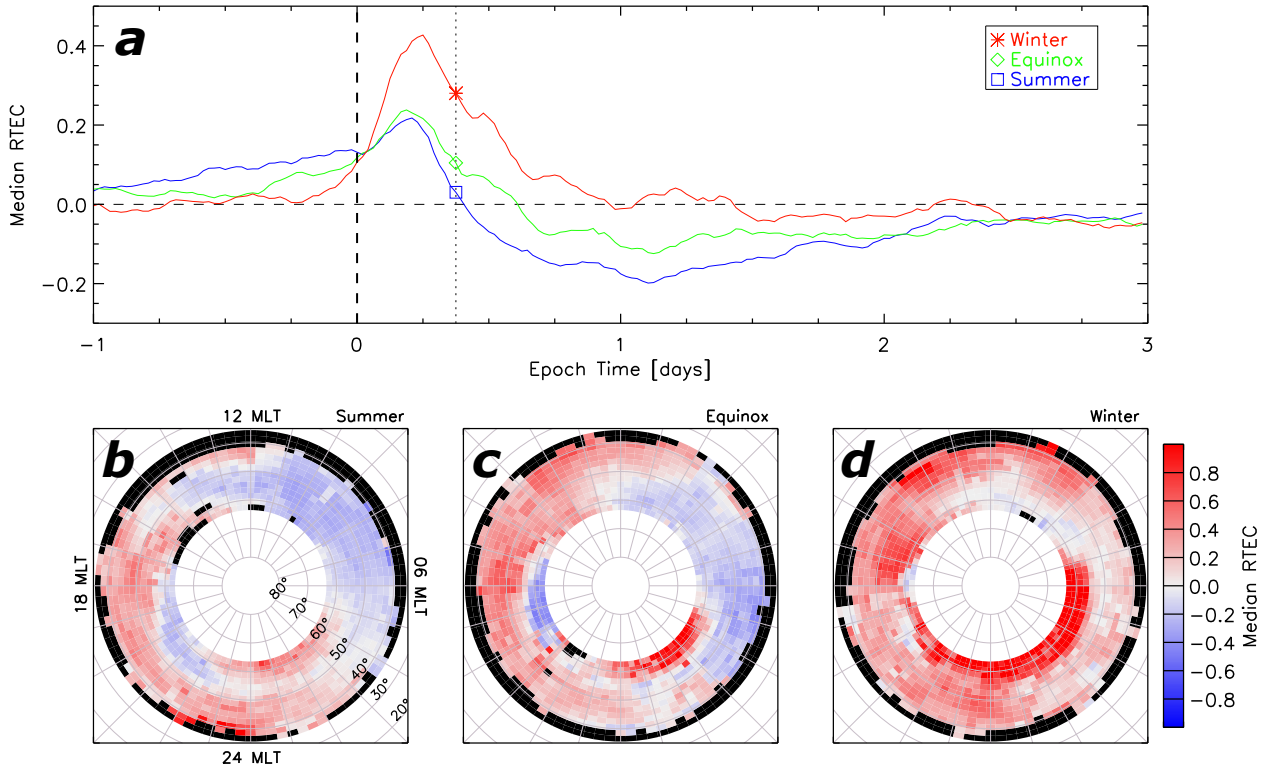 a
Winter
Equinox
Summer
0.4
0.2
0.0
−0.2
Median RTEC
−1
0
1
2
3
Epoch Time [days]
12 MLT
Summer
Equinox
Winter
b
c
d
18 MLT
06 MLT
24 MLT
80°
70°
60°
50°
40°
30°
20°
0.8
0.6
0.4
0.2
0.0
−0.2
−0.4
−0.6
−0.8
Median RTEC